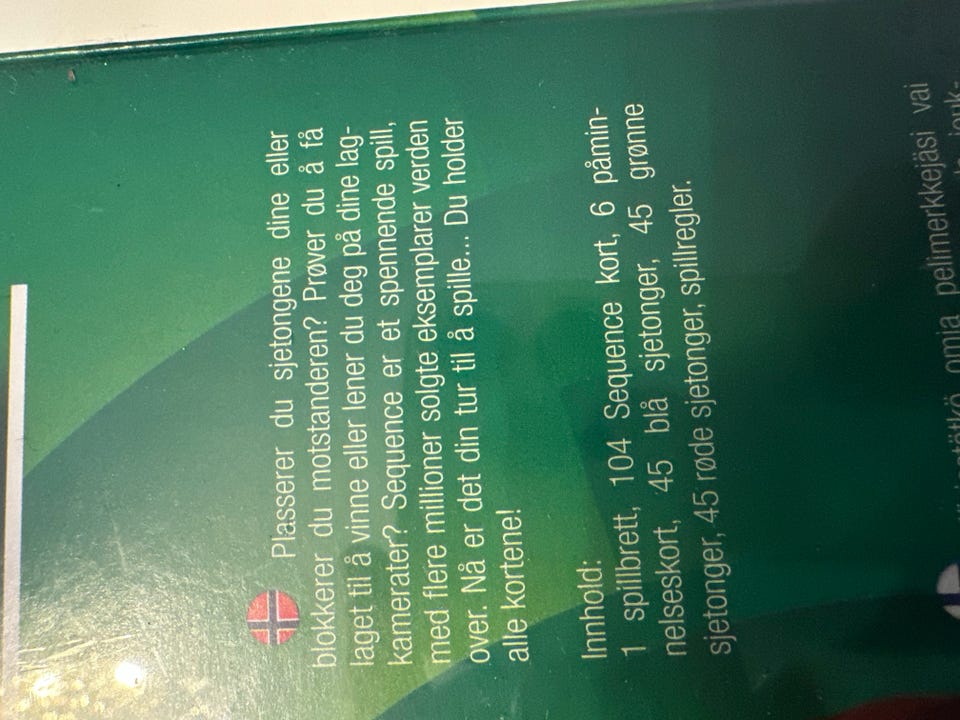 Plasserer du sjetongene dine eller
blokkerer du motstanderen? Prøver du å få
laget til å vinne eller lener du deg på dine lag-
kamerater? Sequence er et spennende spill,
med flere millioner solgte eksemplarer verden
over. Nå er det din tur til å spille... Du holder
alle kortene!
Innhold:
1 spillbrett, 104 Sequence kort, 6 påmin-
nelseskort, 45 blå sjetonger, 45 grønne
sjetonger, 45 røde sjetonger, spillregler.
omia pelimerkkejäsi vai